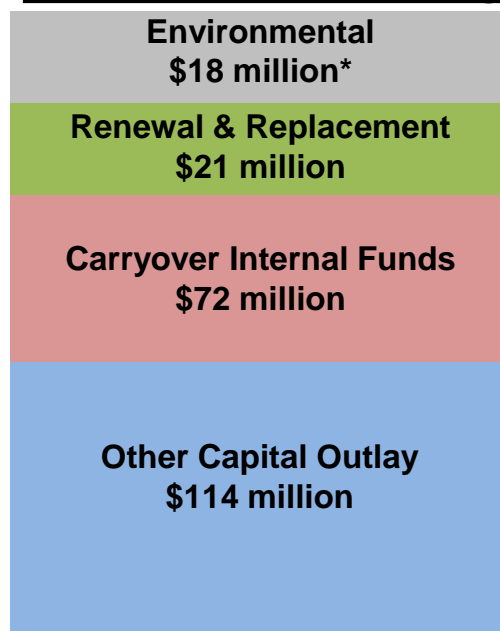 Environmental
$18 million*
Renewal & Replacement
$21 million
Carryover Internal Funds
$72 million
Other Capital Outlay
$114 million